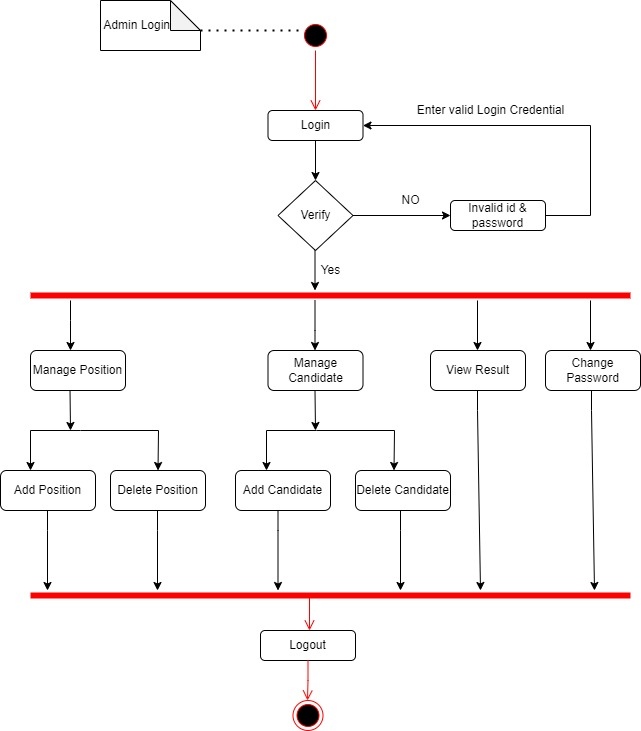 Admin Login
Enter valid Login Credential
Login
NO
Invalid id &
password
Verify
Yes
Manage Position
Manage
Candidate
View Result
Change
Password
Add Position
Delete Position
Add Candidate
Delete Candidate
Logout